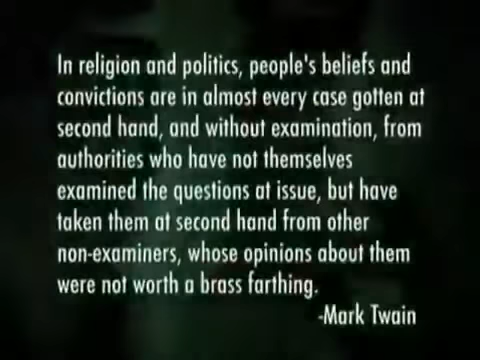 In religion and politics, people's beliefs and
convictions are in almost every case gotten at
second hand, and without examination, from
authorities who have not themselves
examined the questions at issue, but have
taken them at second hand from other
non-examiners, whose opinions about them
were not worth a brass farthing.
-Mark Twain